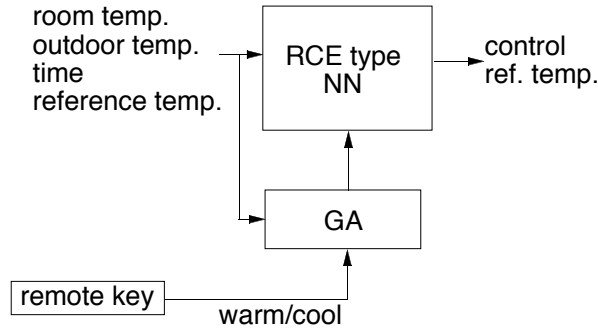 room temp.
outdoor temp.
time
reference temp.
RCE type
NN
control
ref. temp.
GA
remote key
warm/cool